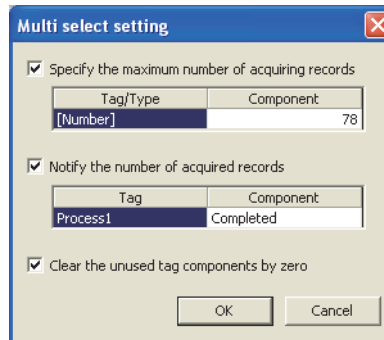 Multi select setting
Specify the maximum number of acquiring records
Tag/Type Component
[Number] 78
Notify the number of acquired records
Tag Component
Process1 Completed
Clear the unused tag components by zero
OK Cancel